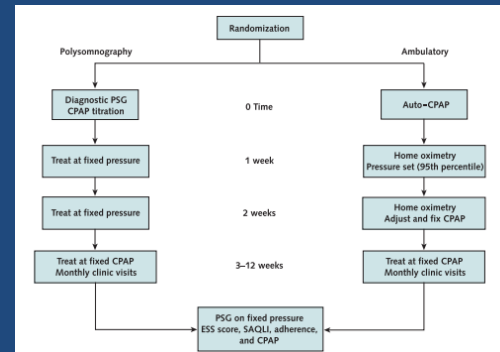 Randomization
Polysomnography
Ambulatory
Diagnostic PSG
CPAP titration
0 Time
Auto–CPAP
Treat at fixed pressure
1 week
Home oximetry
Pressure set (95th percentile)
Treat at fixed pressure
2 weeks
Home oximetry
Adjust and fix CPAP
Treat at fixed CPAP
Monthly clinic visits
3–12 weeks
Treat at fixed CPAP
Monthly clinic visits
PSG on fixed pressure
ESS score, SAQLI, adherence,
and CPAP